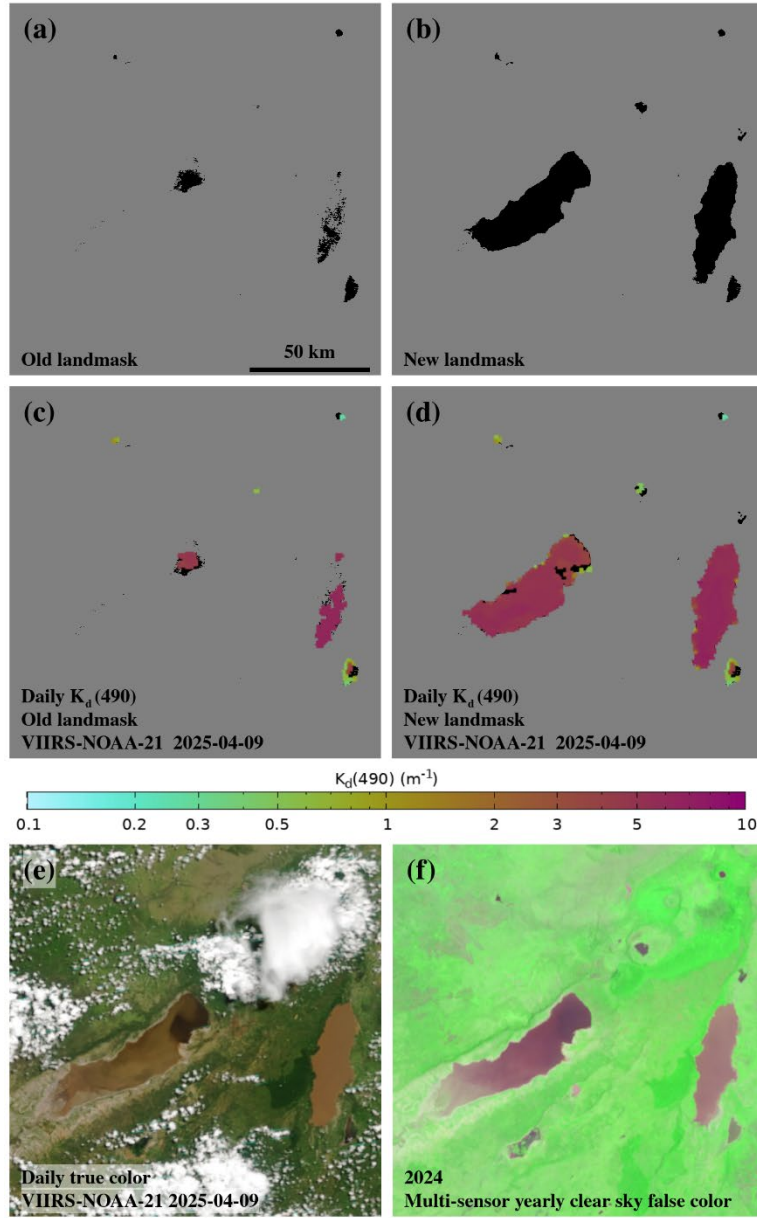 (a)
(b)
Old landmask
50 km
New landmask
(c)
(d)
Daily K_d(490)
Old landmask
VIIRS-NOAA-21 2025-04-09
Daily K_d(490)
New landmask
VIIRS-NOAA-21 2025-04-09
K_d(490) (m⁻¹)
0.1 0.2 0.3 0.5 1 2 3 5 10
(e)
(f)
Daily true color
VIIRS-NOAA-21 2025-04-09
2024
Multi-sensor yearly clear sky false color